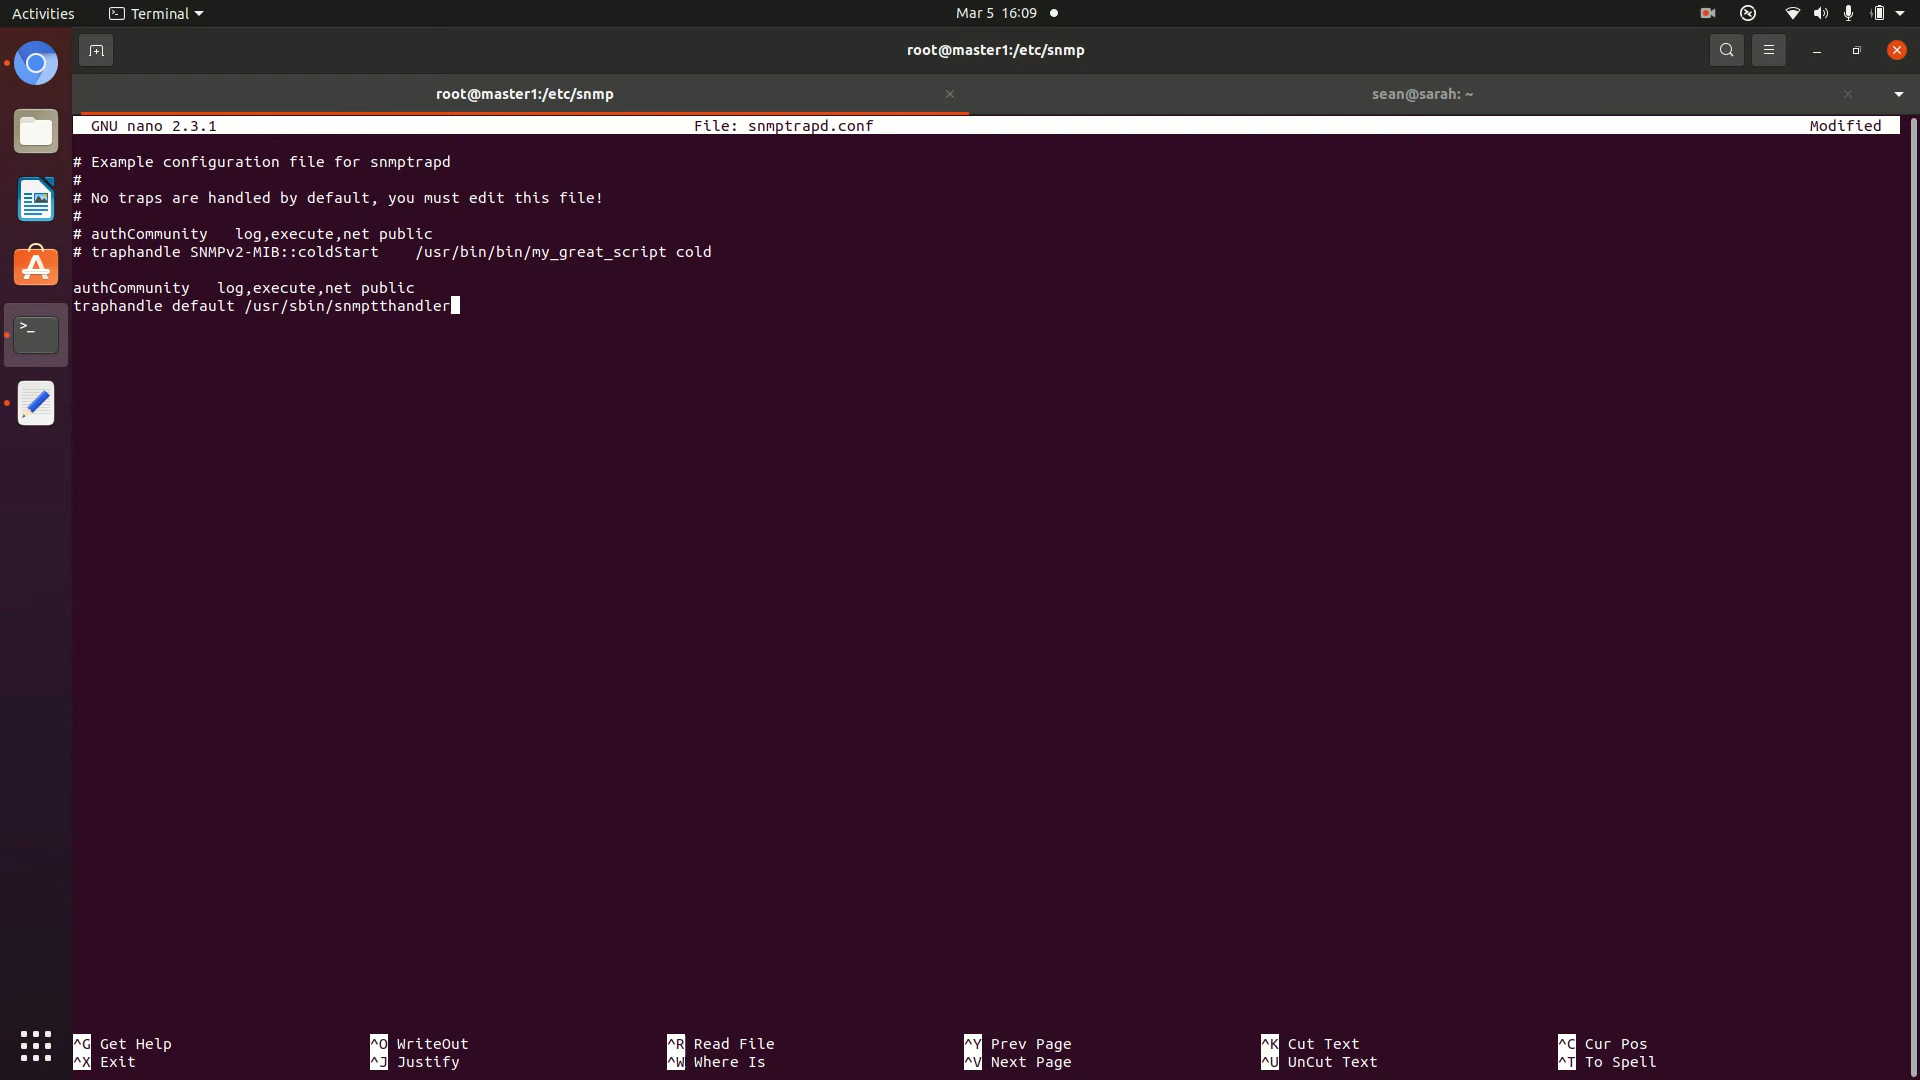 Activities Terminal Mar 5 16:09
root@master1:/etc/snmp
root@master1:/etc/snmp sean@sarah: ~
GNU nano 2.3.1 File: snmptrapd.conf Modified
# Example configuration file for snmptrapd
#
# No traps are handled by default, you must edit this file!
#
# authCommunity   log,execute,net public
# traphandle SNMPv2-MIB::coldStart    /usr/bin/bin/my_great_script cold
authCommunity   log,execute,net public
traphandle default /usr/sbin/snmptthandler
^G Get Help ^O WriteOut ^R Read File ^Y Prev Page ^K Cut Text ^C Cur Pos
^X Exit ^J Justify ^W Where Is ^V Next Page ^U UnCut Text ^T To Spell